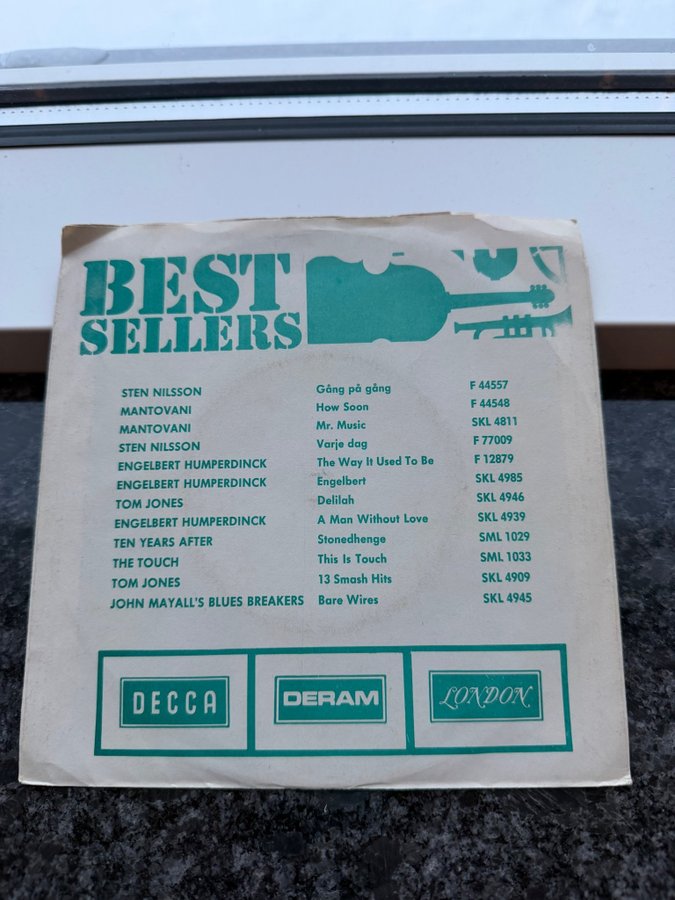 BEST
SELLERS
STEN NILSSON Gång på gång F 44557
MANTOVANI How Soon F 44548
MANTOVANI Mr. Music SKL 4811
STEN NILSSON Varje dag F 77009
ENGELBERT HUMPERDINCK The Way It Used To Be F 12879
ENGELBERT HUMPERDINCK Engelbert SKL 4985
TOM JONES Delilah SKL 4946
ENGELBERT HUMPERDINCK A Man Without Love SKL 4939
TEN YEARS AFTER Stonedhenge SML 1029
THE TOUCH This Is Touch SML 1033
TOM JONES 13 Smash Hits SKL 4909
JOHN MAYALL'S BLUES BREAKERS Bare Wires SKL 4945
DECCA DERAM LONDON